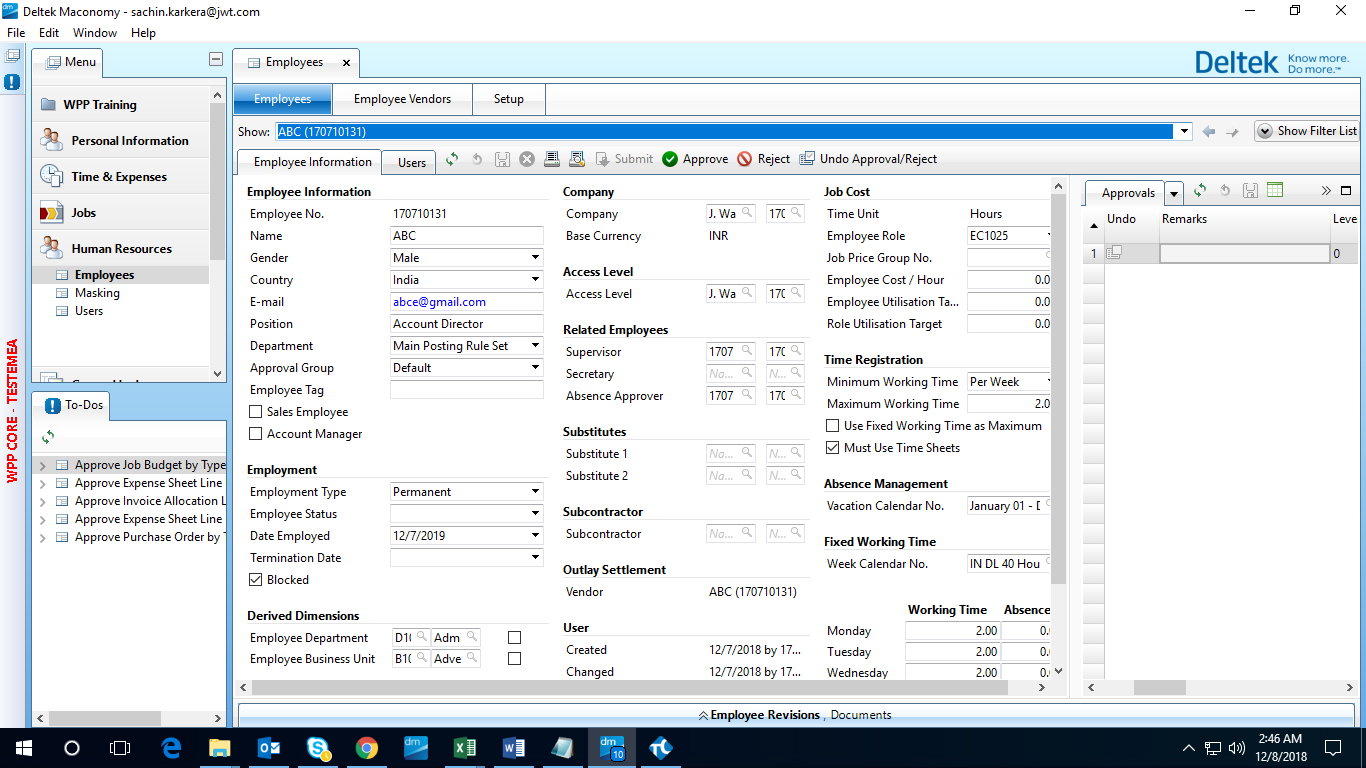 Deltek Maconomy - sachin.karkera@jwt.com
File Edit Window Help
Menu
Employees
Deltek Know more. Do more.™
Employees Employee Vendors Setup
Show: ABC (170710131) Show Filter List
Employee Information Users Submit Approve Reject Undo Approval/Reject
WPP Training
Personal Information
Time & Expenses
Jobs
Human Resources
Employees
Masking
Users
WPP CORE - TESTEMEA
To-Dos
Approve Job Budget by Type
Approve Expense Sheet Line
Approve Invoice Allocation L
Approve Expense Sheet Line
Approve Purchase Order by T
Employee Information
Employee No. 170710131
Name ABC
Gender Male
Country India
E-mail abce@gmail.com
Position Account Director
Department Main Posting Rule Set
Approval Group Default
Employee Tag
Sales Employee
Account Manager
Employment
Employment Type Permanent
Employee Status
Date Employed 12/7/2019
Termination Date
Blocked
Derived Dimensions
Employee Department D10 Adm
Employee Business Unit B10 Adve
Company
Company J. Wa 170
Base Currency INR
Access Level
Access Level J. Wa 170
Related Employees
Supervisor 1707 170
Secretary Na... N...
Absence Approver 1707 170
Substitutes
Substitute 1 Na... N...
Substitute 2 Na... N...
Subcontractor
Subcontractor Na... N...
Outlay Settlement
Vendor ABC (170710131)
User
Created 12/7/2018 by 17...
Changed 12/7/2018 by 17...
Job Cost
Time Unit Hours
Employee Role EC1025
Job Price Group No.
Employee Cost / Hour 0.0
Employee Utilisation Ta... 0.0
Role Utilisation Target 0.0
Time Registration
Minimum Working Time Per Week
Maximum Working Time 2.0
Use Fixed Working Time as Maximum
Must Use Time Sheets
Absence Management
Vacation Calendar No. January 01 - D
Fixed Working Time
Week Calendar No. IN DL 40 Hou
Working Time Absence
Monday 2.00 0.
Tuesday 2.00 0.
Wednesday 2.00 0.
Approvals
Undo Remarks Leve
1 0
Employee Revisions , Documents
dm 10
2:46 AM
12/8/2018